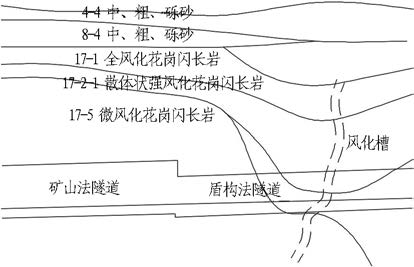 4-4 中、粗、砾砂
8-4 中、粗、砾砂
17-1 全风化花岗闪长岩
17-2-1 散体状强风化花岗闪长岩
17-5 微风化花岗闪长岩
风化槽
矿山法隧道
盾构法隧道